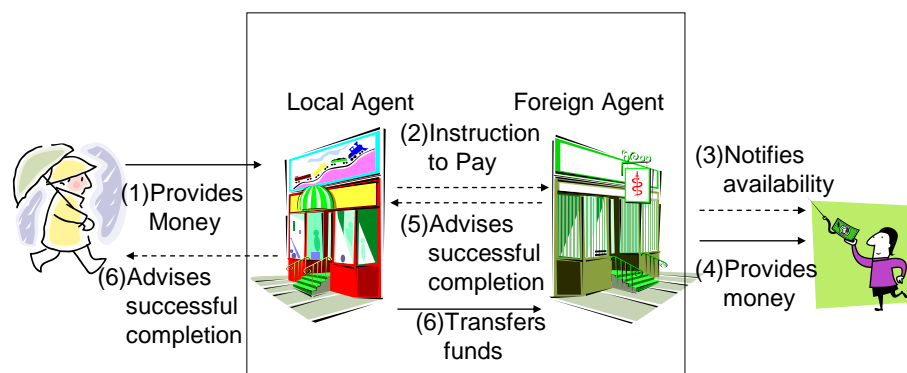 Local Agent
Foreign Agent
(1)Provides
Money
(2)Instruction
to Pay
(3)Notifies
availability
(4)Provides
money
(5)Advises
successful
completion
(6)Advises
successful
completion
(6)Transfers
funds